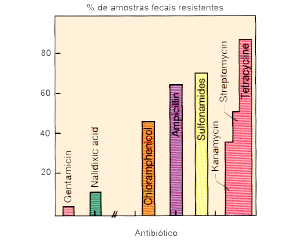 % de amostras fecais resistentes
80
60
40
20
Gentamicin
Nalidixic acid
Chloramphenicol
Ampicillin
Sulfonamides
Kanamycin
Streptomycin
Tetracycline
Antibiótico